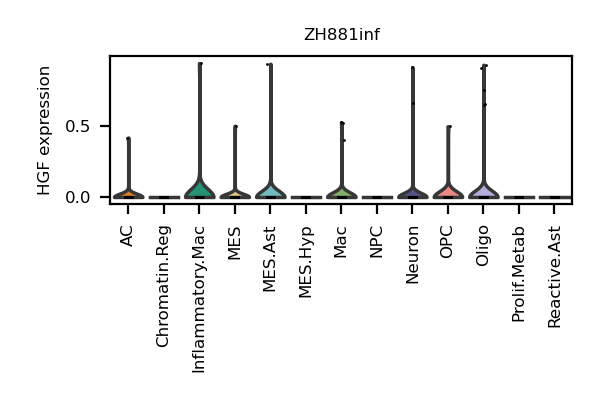 ZH881inf
HGF expression
0.5
0.0
AC
Chromatin.Reg
Inflammatory.Mac
MES
MES.Ast
MES.Hyp
Mac
NPC
Neuron
OPC
Oligo
Prolif.Metab
Reactive.Ast